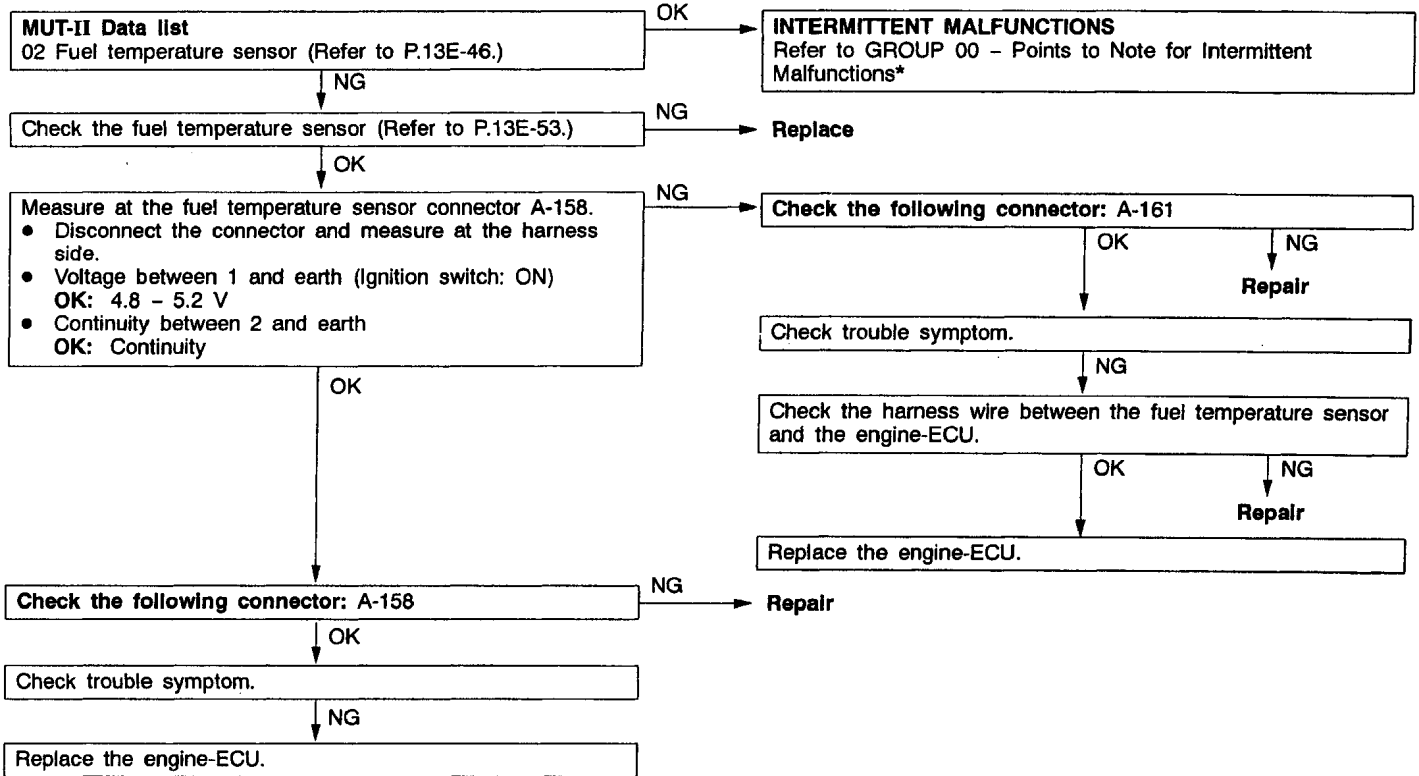 MUT-II Data list
02 Fuel temperature sensor (Refer to P.13E-46.)
OK
INTERMITTENT MALFUNCTIONS
Refer to GROUP 00 – Points to Note for Intermittent
Malfunctions*
NG
Check the fuel temperature sensor (Refer to P.13E-53.)
NG
Replace
OK
Measure at the fuel temperature sensor connector A-158.
● Disconnect the connector and measure at the harness
side.
● Voltage between 1 and earth (Ignition switch: ON)
OK: 4.8 – 5.2 V
● Continuity between 2 and earth
OK: Continuity
NG
Check the following connector: A-161
OK
NG
Repair
Check trouble symptom.
NG
Check the harness wire between the fuel temperature sensor
and the engine-ECU.
OK
NG
Repair
Replace the engine-ECU.
OK
Check the following connector: A-158
NG
Repair
OK
Check trouble symptom.
NG
Replace the engine-ECU.